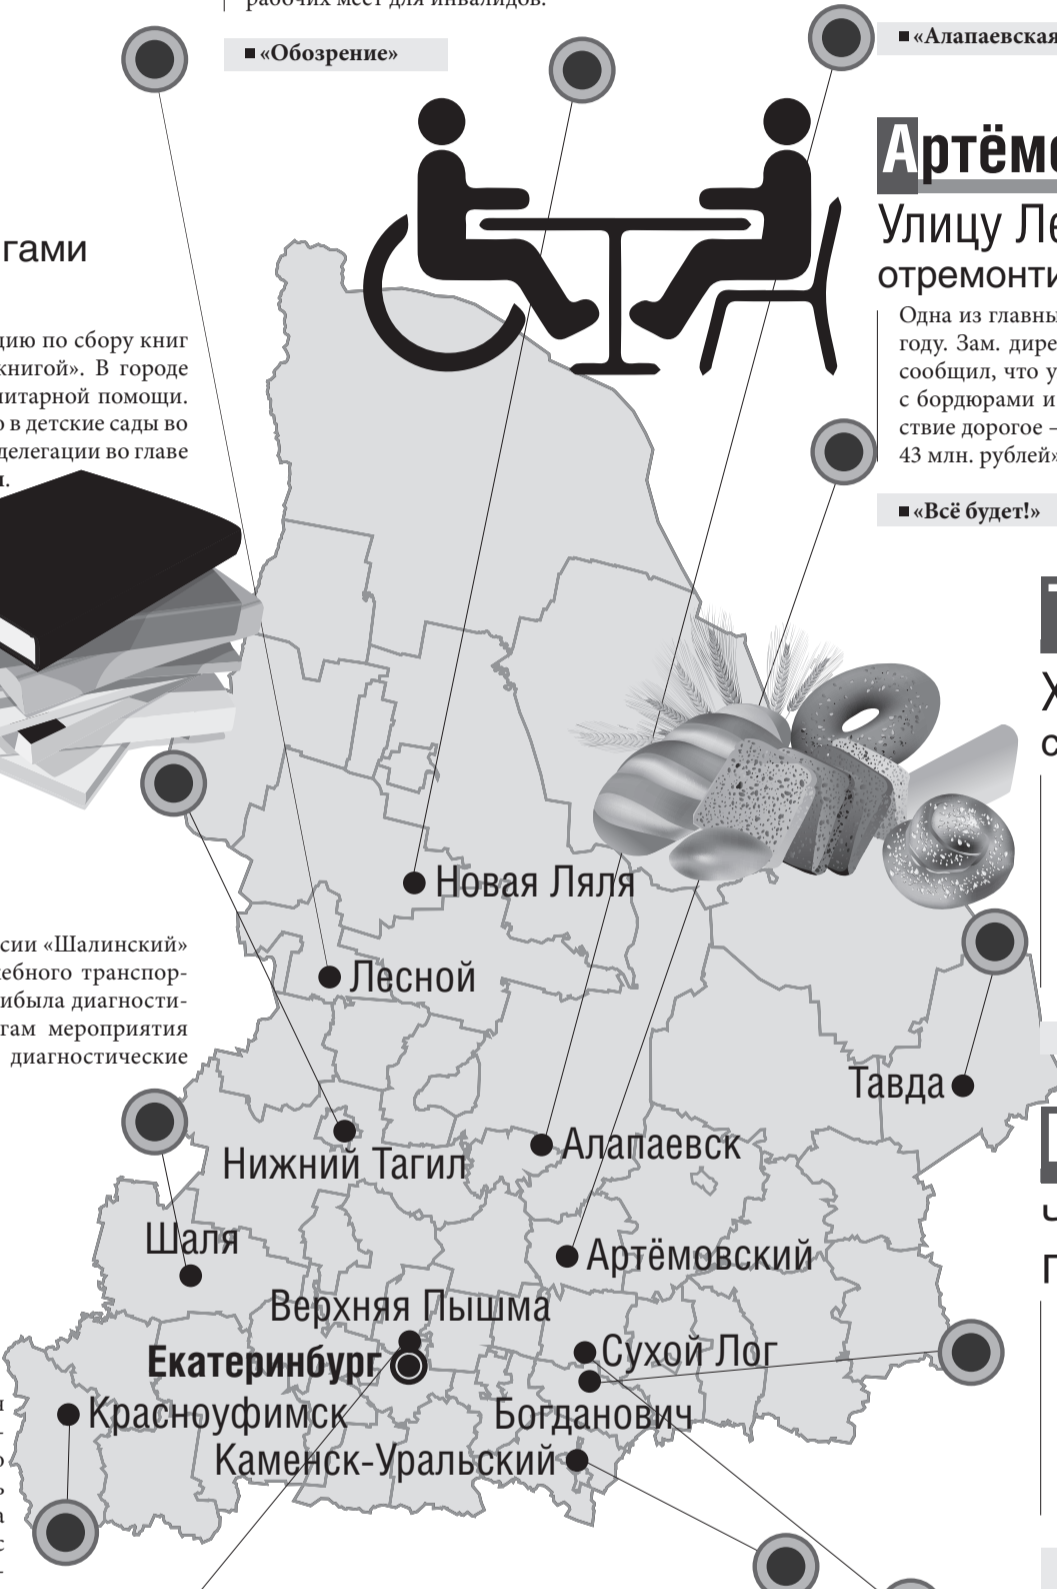 рабочих мест для инвалидов.
■ «Обозрение»
■ «Алапаевская
Артёмо
Улицу Ле
отремонти
Одна из главны
году. Зам. дире
сообщил, что у
с бордюрами и
ствие дорогое –
43 млн. рублей»
■ «Всё будет!»
гами
цию по сбору книг
книгой». В городе
нитарной помощи.
о в детские сады во
делегации во главе
сии «Шалинский»
жебного транспор-
ибыла диагности-
гам мероприятия
диагностические
Новая Ляля
Лесной
Тавда
Нижний Тагил
Алапаевск
Шаля
Артёмовский
Верхняя Пышма
Екатеринбург
Сухой Лог
Красноуфимск
Богданович
Каменск-Уральский